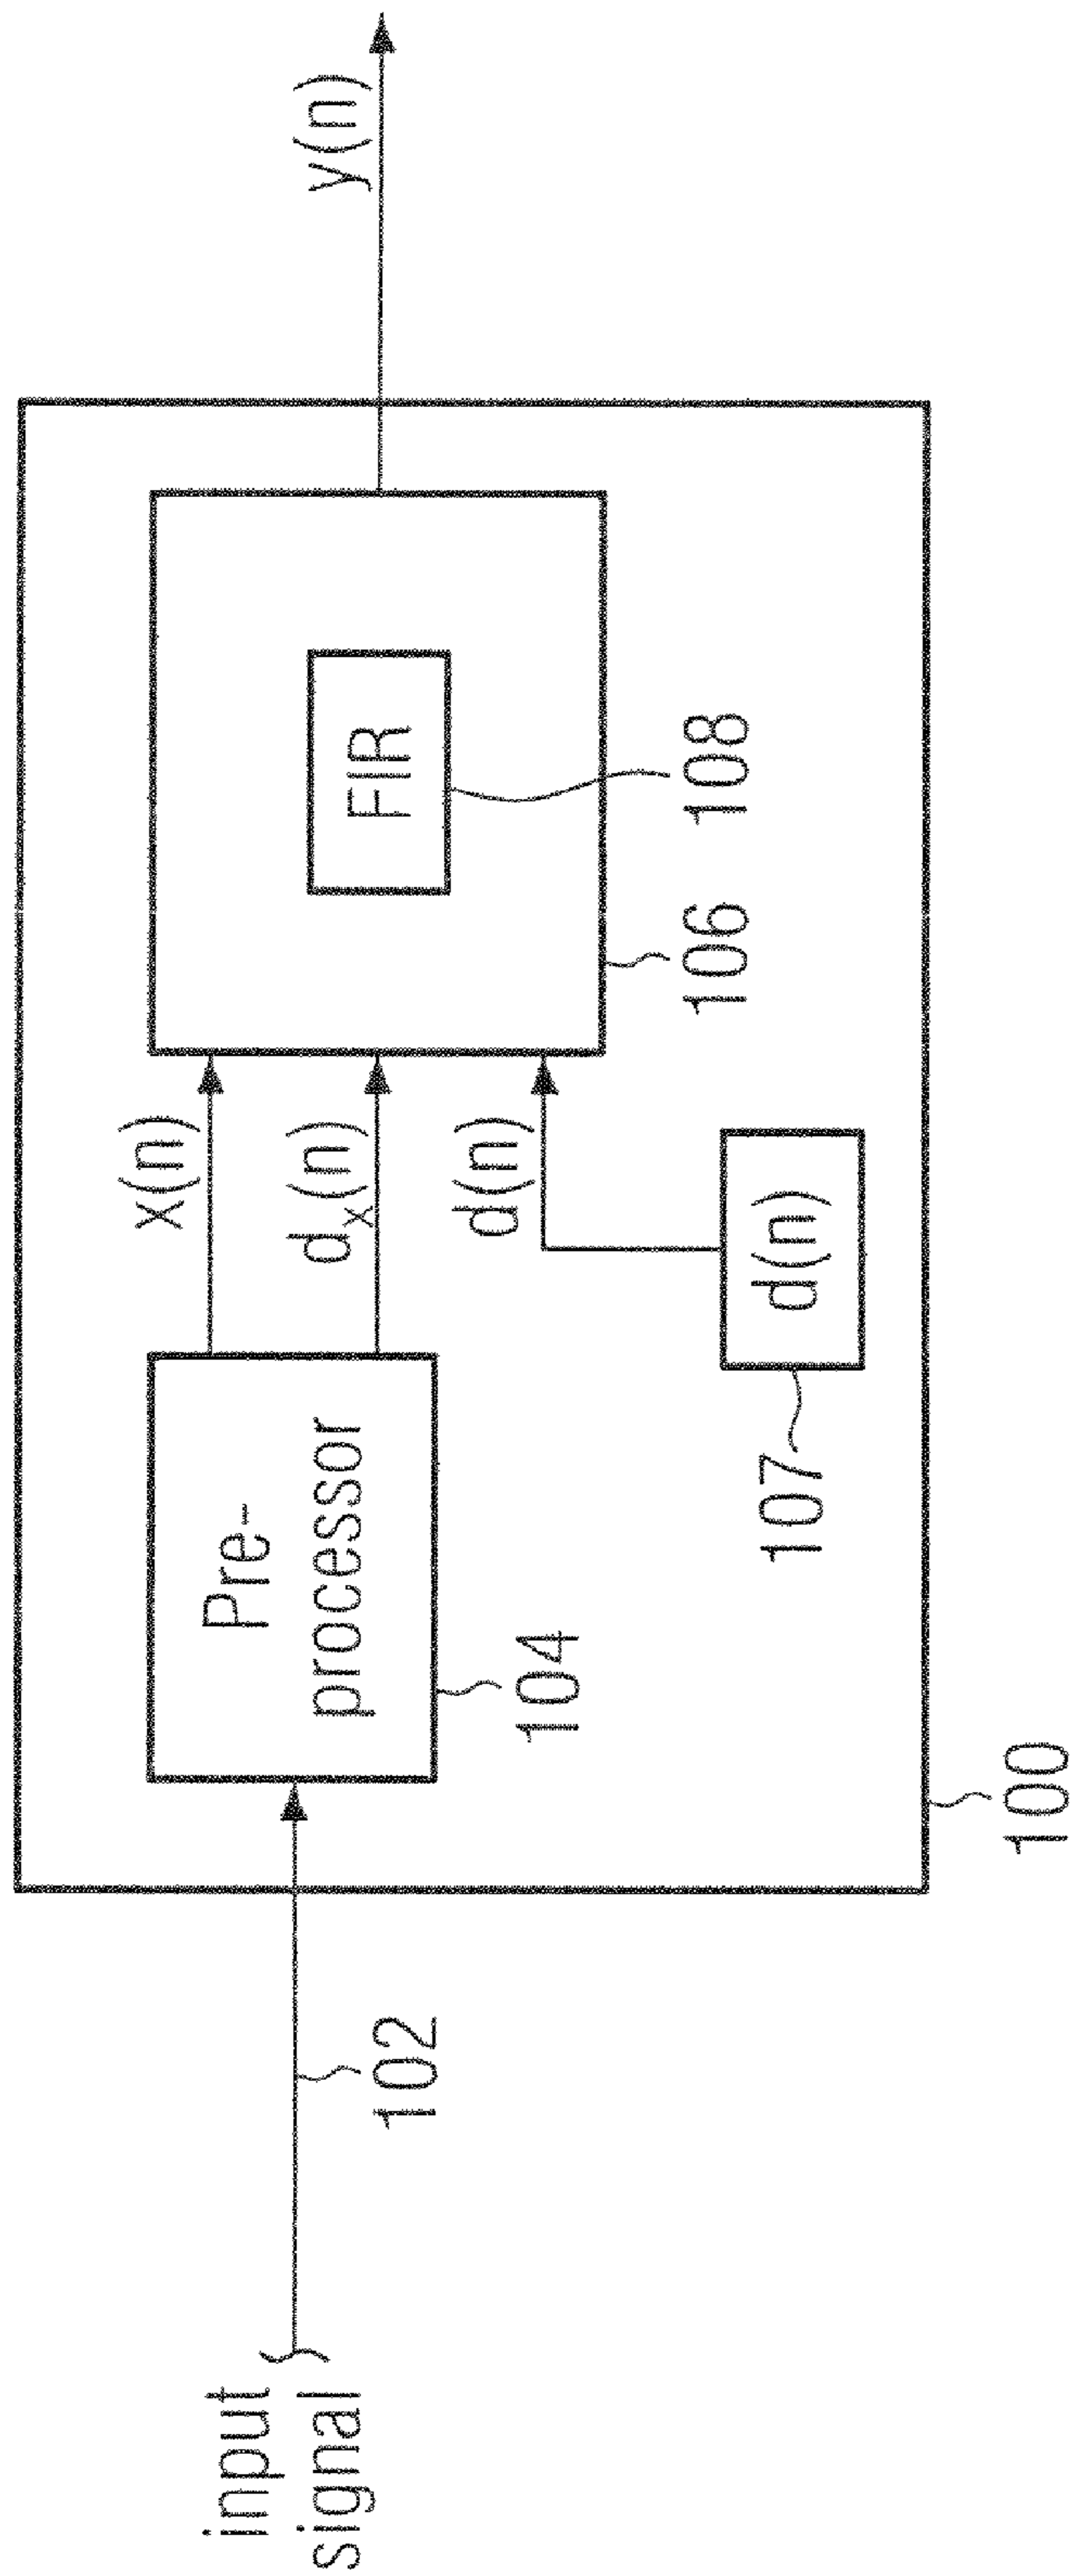 input
signal
102
Pre-
processor
104
x(n)
dₓ(n)
d(n)
d(n)
107
FIR
106
108
100
y(n)